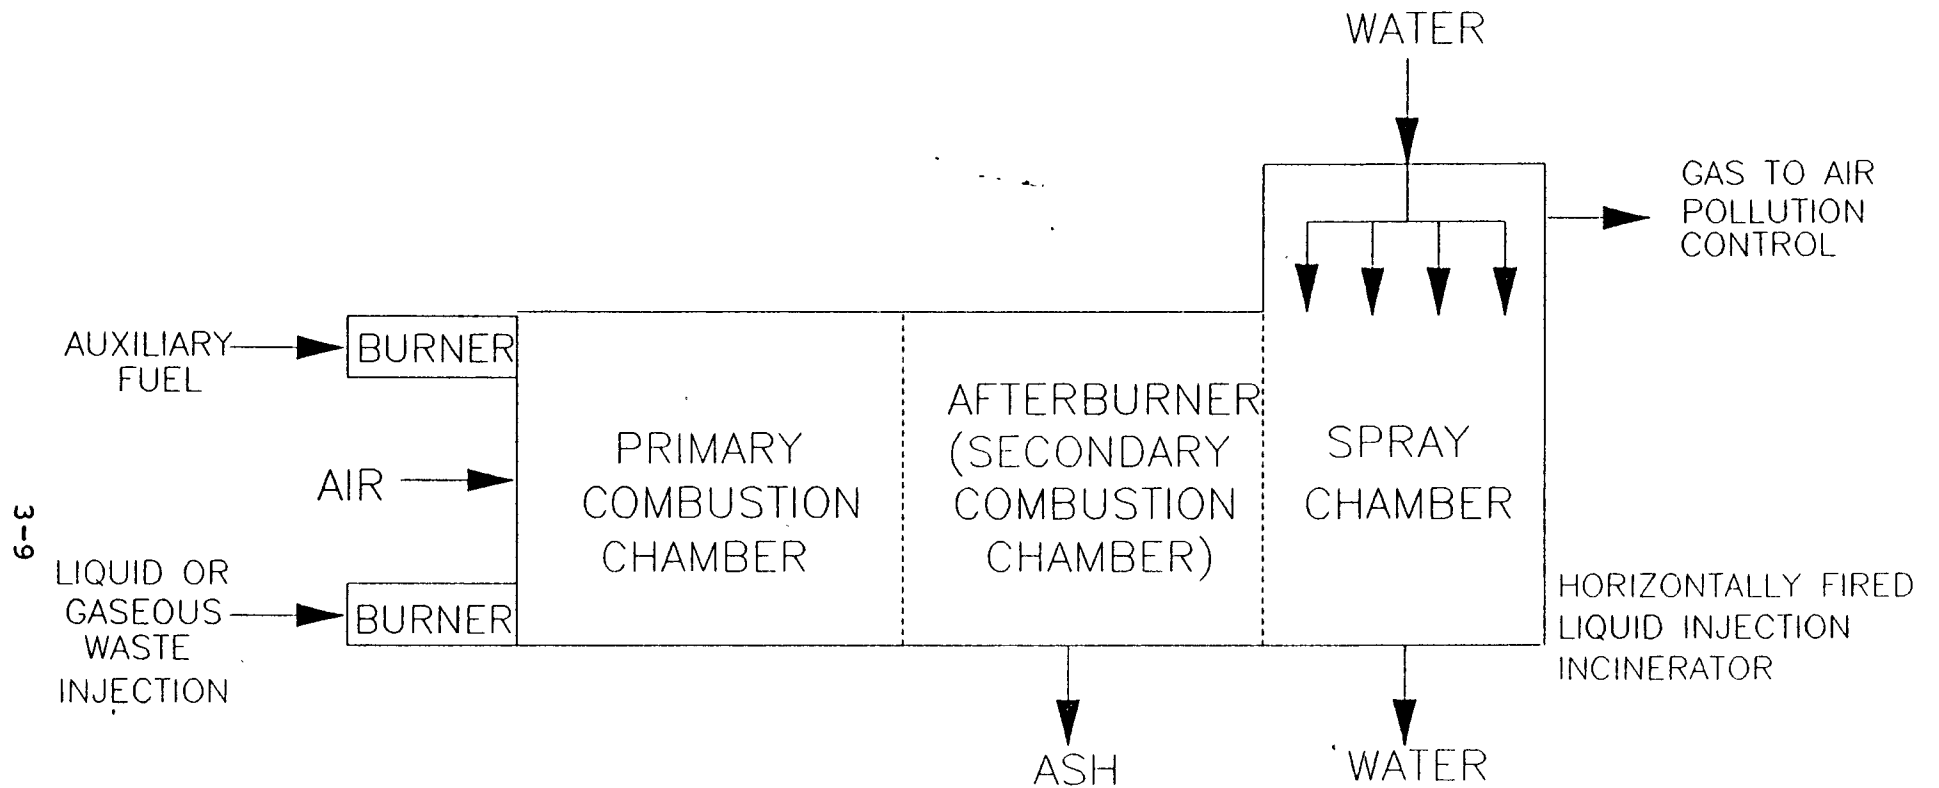 WATER
GAS TO AIR
POLLUTION
CONTROL
AUXILIARY
FUEL
BURNER
AIR
PRIMARY
COMBUSTION
CHAMBER
AFTERBURNER
(SECONDARY
COMBUSTION
CHAMBER)
SPRAY
CHAMBER
3-9
LIQUID OR
GASEOUS
WASTE
INJECTION
BURNER
HORIZONTALLY FIRED
LIQUID INJECTION
INCINERATOR
ASH
WATER